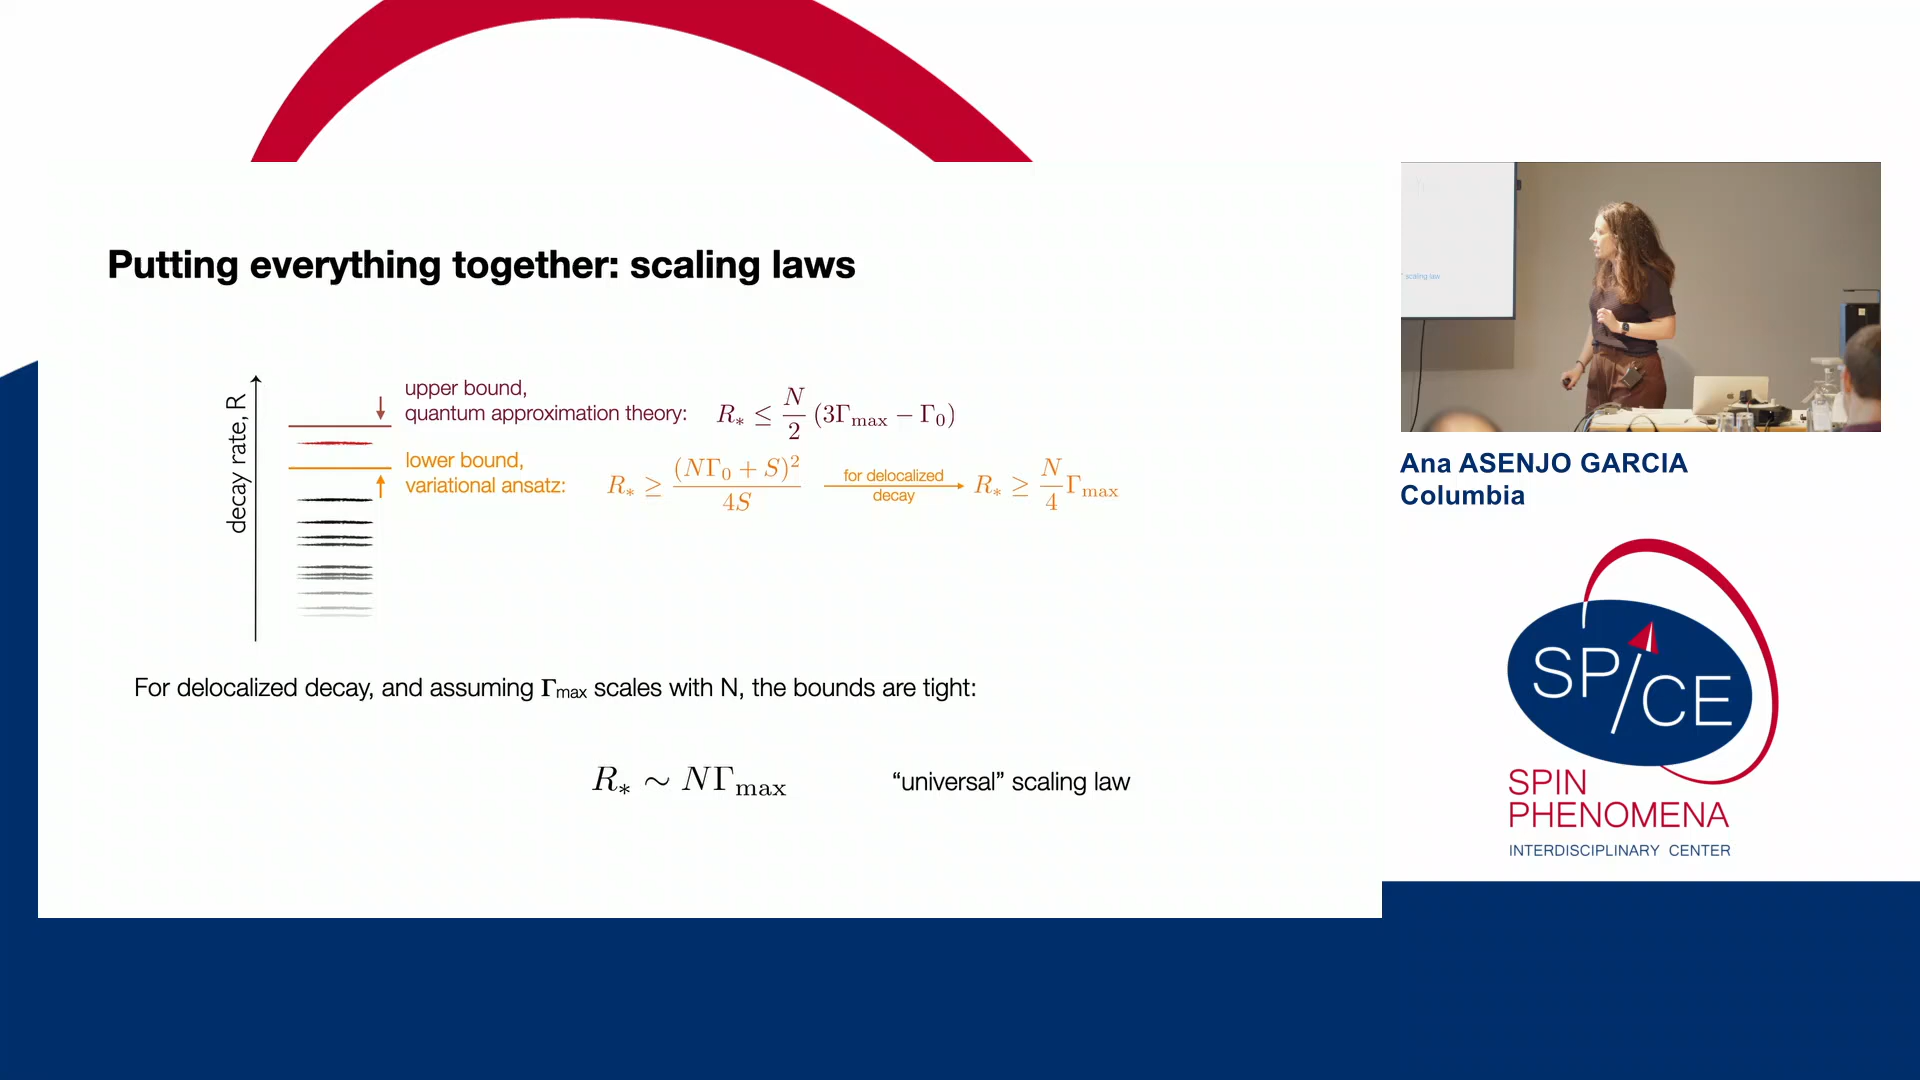 Putting everything together: scaling laws
decay rate, R
upper bound,
quantum approximation theory: R∗ ≤ N/2 (3Γmax − Γ0)
lower bound,
variational ansatz: R∗ ≥ (NΓ0 + S)²/4S for delocalized decay R∗ ≥ N/4 Γmax
For delocalized decay, and assuming Γmax scales with N, the bounds are tight:
R∗ ∼ NΓmax “universal” scaling law
scaling law
Ana ASENJO GARCIA
Columbia
SP/CE
SPIN
PHENOMENA
INTERDISCIPLINARY CENTER